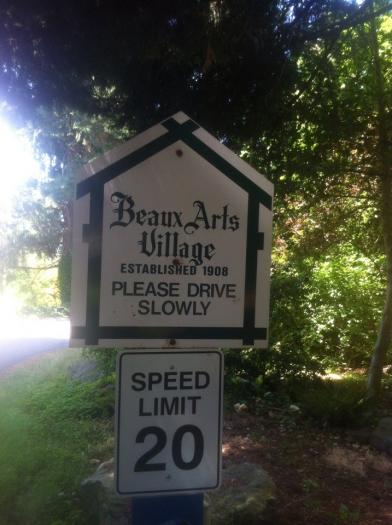 Beaux Arts
Village
ESTABLISHED 1908
PLEASE DRIVE
SLOWLY
SPEED
LIMIT
20